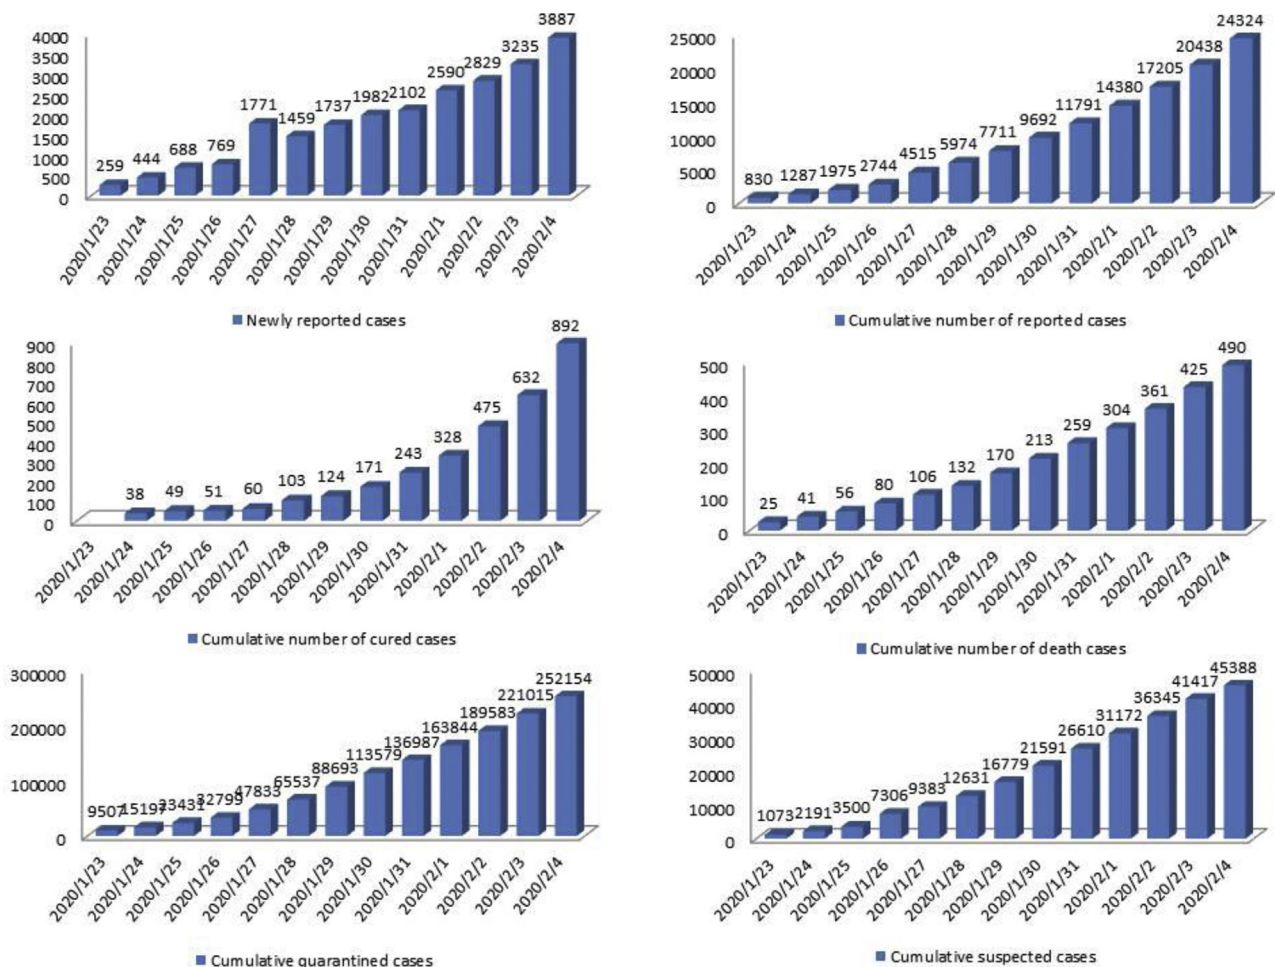 4000
3500
3000
2500
2000
1500
1000
500
0
259 444 688 769 1771 1459 1737 1982 2102 2590 2829 3235 3887
2020/1/23 2020/1/24 2020/1/25 2020/1/26 2020/1/27 2020/1/28 2020/1/29 2020/1/30 2020/1/31 2020/2/1 2020/2/2 2020/2/3 2020/2/4
Newly reported cases
25000
20000
15000
10000
5000
0
830 1287 1975 2744 4515 5974 7711 9692 11791 14380 17205 20438 24324
2020/1/23 2020/1/24 2020/1/25 2020/1/26 2020/1/27 2020/1/28 2020/1/29 2020/1/30 2020/1/31 2020/2/1 2020/2/2 2020/2/3 2020/2/4
Cumulative number of reported cases
900
800
700
600
500
400
300
200
100
0
38 49 51 60 103 124 171 243 328 475 632 892
2020/1/23 2020/1/24 2020/1/25 2020/1/26 2020/1/27 2020/1/28 2020/1/29 2020/1/30 2020/1/31 2020/2/1 2020/2/2 2020/2/3 2020/2/4
Cumulative number of cured cases
500
400
300
200
100
0
25 41 56 80 106 132 170 213 259 304 361 425 490
2020/1/23 2020/1/24 2020/1/25 2020/1/26 2020/1/27 2020/1/28 2020/1/29 2020/1/30 2020/1/31 2020/2/1 2020/2/2 2020/2/3 2020/2/4
Cumulative number of death cases
300000
200000
100000
0
9507 15197 23431 32799 47833 65537 88693 113579 136987 163844 189583 221015 252154
2020/1/23 2020/1/24 2020/1/25 2020/1/26 2020/1/27 2020/1/28 2020/1/29 2020/1/30 2020/1/31 2020/2/1 2020/2/2 2020/2/3 2020/2/4
Cumulative quarantined cases
50000
40000
30000
20000
10000
0
1073 2191 3500 7306 9383 12631 16779 21591 26610 31172 36345 41417 45388
2020/1/23 2020/1/24 2020/1/25 2020/1/26 2020/1/27 2020/1/28 2020/1/29 2020/1/30 2020/1/31 2020/2/1 2020/2/2 2020/2/3 2020/2/4
Cumulative suspected cases